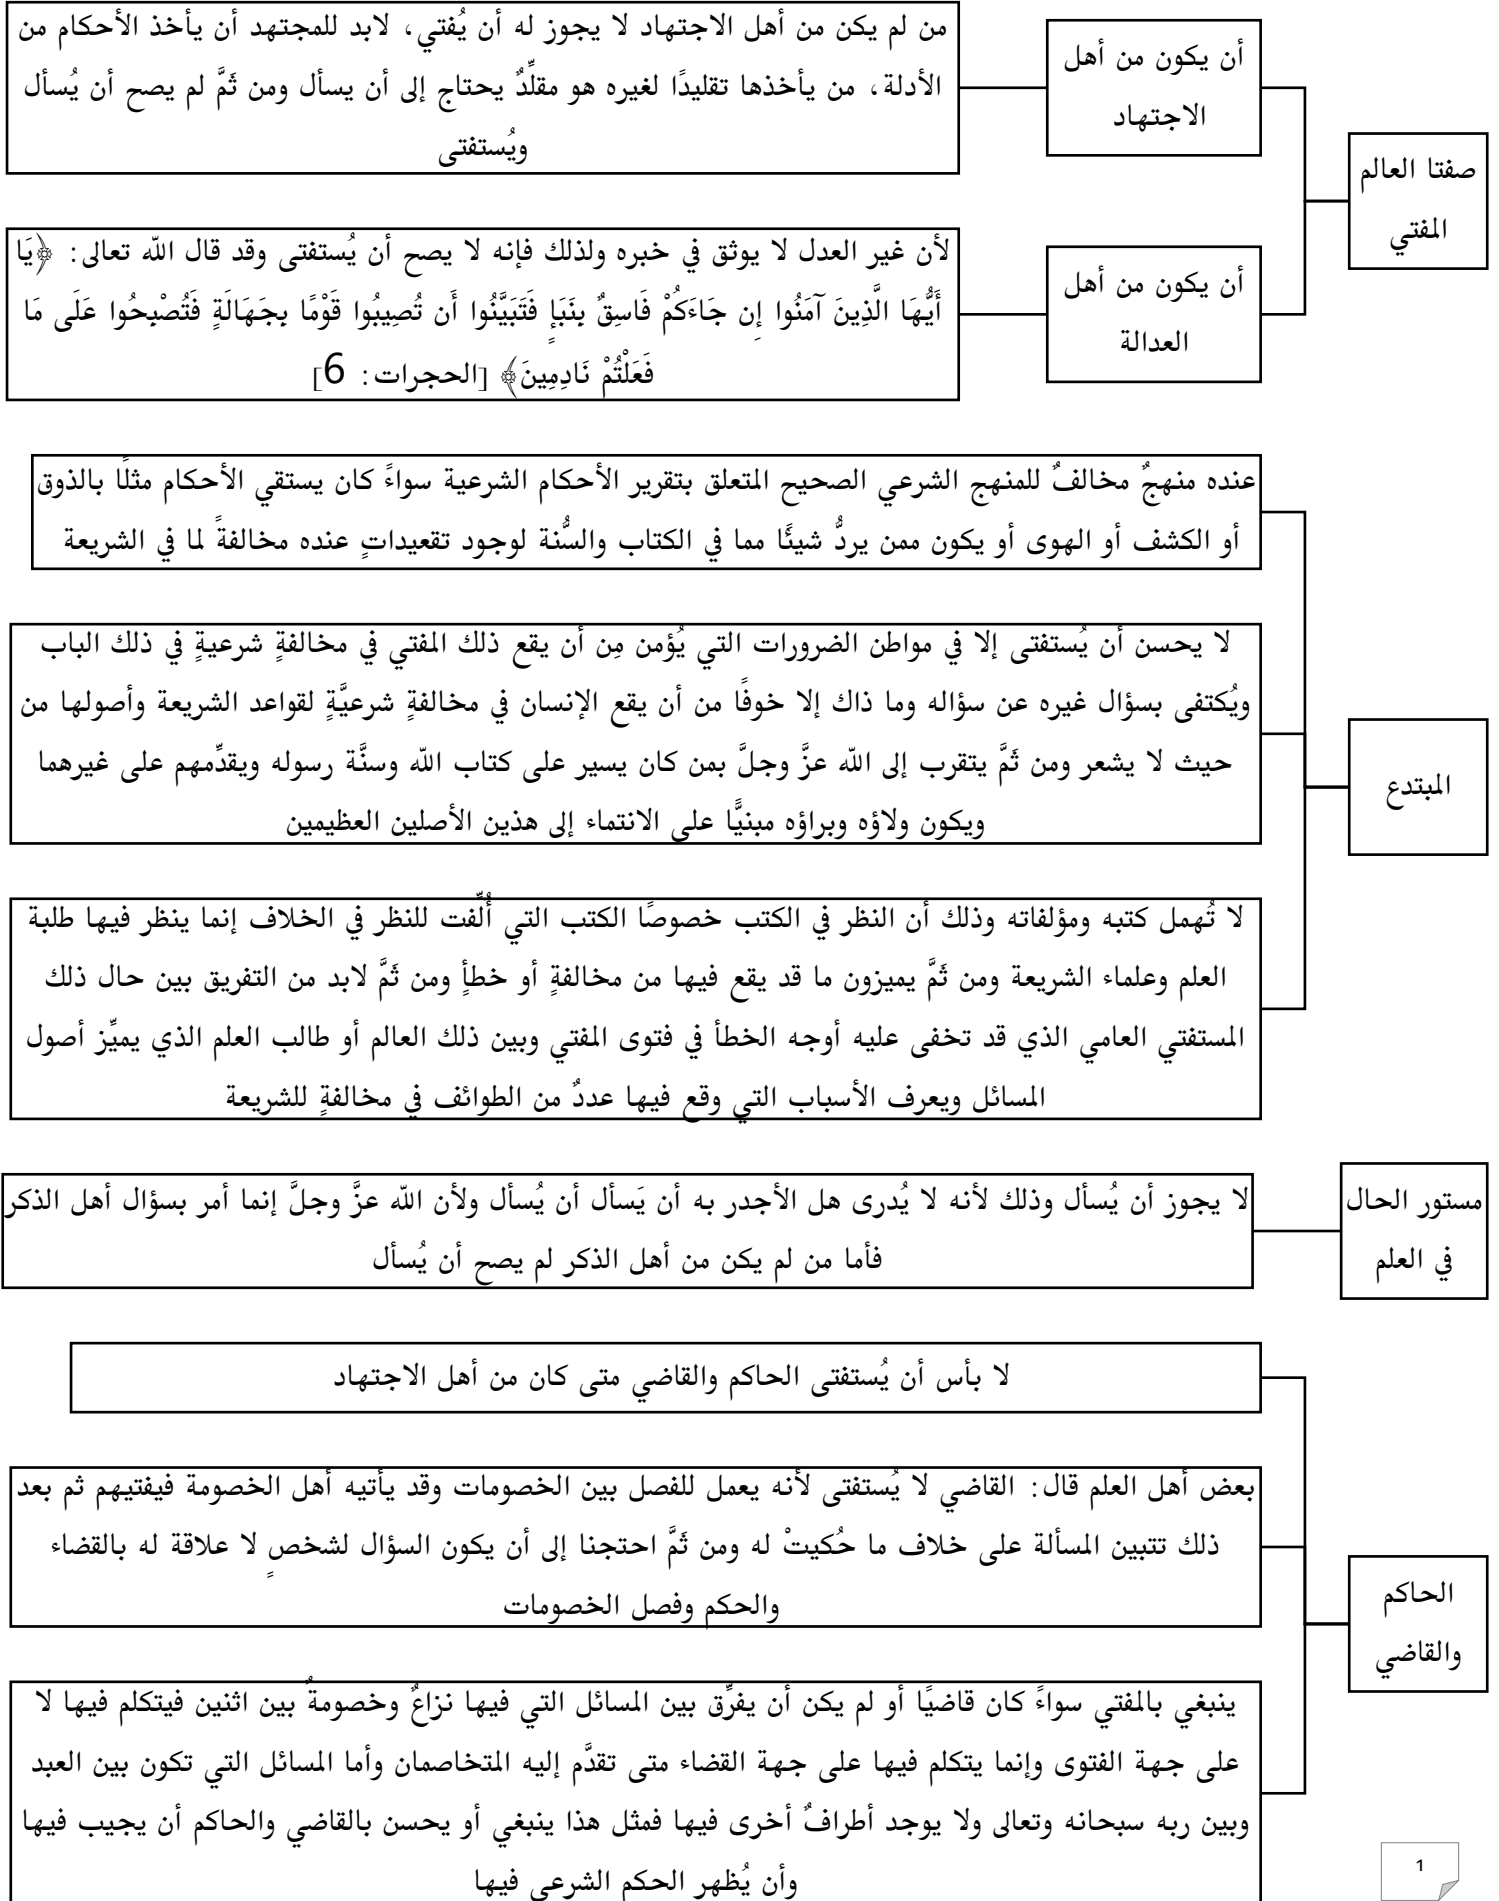 صفتا العالم
المفتي
أن يكون من أهل
الاجتهاد
من لم يكن من أهل الاجتهاد لا يجوز له أن يُفتي، لابد للمجتهد أن يأخذ الأحكام من
الأدلة، من يأخذها تقليدًا لغيره هو مقلِّدٌ يحتاج إلى أن يسأل ومن ثَمَّ لم يصح أن يُسأل
ويُستفتى
أن يكون من أهل
العدالة
لأن غير العدل لا يوثق في خبره ولذلك فإنه لا يصح أن يُستفتى وقد قال الله تعالى: ﴿يَا
أَيُّهَا الَّذِينَ آمَنُوا إِن جَاءَكُمْ فَاسِقٌ بِنَبَإٍ فَتَبَيَّنُوا أَن تُصِيبُوا قَوْمًا بِجَهَالَةٍ فَتُصْبِحُوا عَلَى مَا
فَعَلْتُمْ نَادِمِينَ﴾ [الحجرات: 6]
المبتدع
عنده منهجٌ مخالفٌ للمنهج الشرعي الصحيح المتعلق بتقرير الأحكام الشرعية سواءً كان يستقي الأحكام مثلًا بالذوق
أو الكشف أو الهوى أو يكون ممن يردُّ شيئًا مما في الكتاب والسُّنة لوجود تقعيداتٍ عنده مخالفةً لما في الشريعة
لا يحسن أن يُستفتى إلا في مواطن الضرورات التي يُؤمن مِن أن يقع ذلك المفتي في مخالفةٍ شرعيةٍ في ذلك الباب
ويُكتفى بسؤال غيره عن سؤاله وما ذاك إلا خوفًا من أن يقع الإنسان في مخالفةٍ شرعيَّةٍ لقواعد الشريعة وأصولها من
حيث لا يشعر ومن ثَمَّ يتقرب إلى الله عزَّ وجلَّ بمن كان يسير على كتاب الله وسنَّة رسوله ويقدِّمهم على غيرهما
ويكون ولاؤه وبراؤه مبنيًّا على الانتماء إلى هذين الأصلين العظيمين
لا تُهمل كتبه ومؤلفاته وذلك أن النظر في الكتب خصوصًا الكتب التي أُلِّفت للنظر في الخلاف إنما ينظر فيها طلبة
العلم وعلماء الشريعة ومن ثَمَّ يميزون ما قد يقع فيها من مخالفةٍ أو خطأٍ ومن ثَمَّ لابد من التفريق بين حال ذلك
المستفتي العامي الذي قد تخفى عليه أوجه الخطأ في فتوى المفتي وبين ذلك العالم أو طالب العلم الذي يميِّز أصول
المسائل ويعرف الأسباب التي وقع فيها عددٌ من الطوائف في مخالفةٍ للشريعة
مستور الحال
في العلم
لا يجوز أن يُسأل وذلك لأنه لا يُدرى هل الأجدر به أن يَسأل أن يُسأل ولأن الله عزَّ وجلَّ إنما أمر بسؤال أهل الذكر
فأما من لم يكن من أهل الذكر لم يصح أن يُسأل
الحاكم
والقاضي
لا بأس أن يُستفتى الحاكم والقاضي متى كان من أهل الاجتهاد
بعض أهل العلم قال: القاضي لا يُستفتى لأنه يعمل للفصل بين الخصومات وقد يأتيه أهل الخصومة فيفتيهم ثم بعد
ذلك تتبين المسألة على خلاف ما حُكيتْ له ومن ثَمَّ احتجنا إلى أن يكون السؤال لشخصٍ لا علاقة له بالقضاء
والحكم وفصل الخصومات
ينبغي بالمفتي سواءً كان قاضيًا أو لم يكن أن يفرِّق بين المسائل التي فيها نزاعٌ وخصومةٌ بين اثنين فيتكلم فيها لا
على جهة الفتوى وإنما يتكلم فيها على جهة القضاء متى تقدَّم إليه المتخاصمان وأما المسائل التي تكون بين العبد
وبين ربه سبحانه وتعالى ولا يوجد أطرافٌ أخرى فيها فمثل هذا ينبغي أو يحسن بالقاضي والحاكم أن يجيب فيها
وأن يُظهر الحكم الشرعي فيها
1